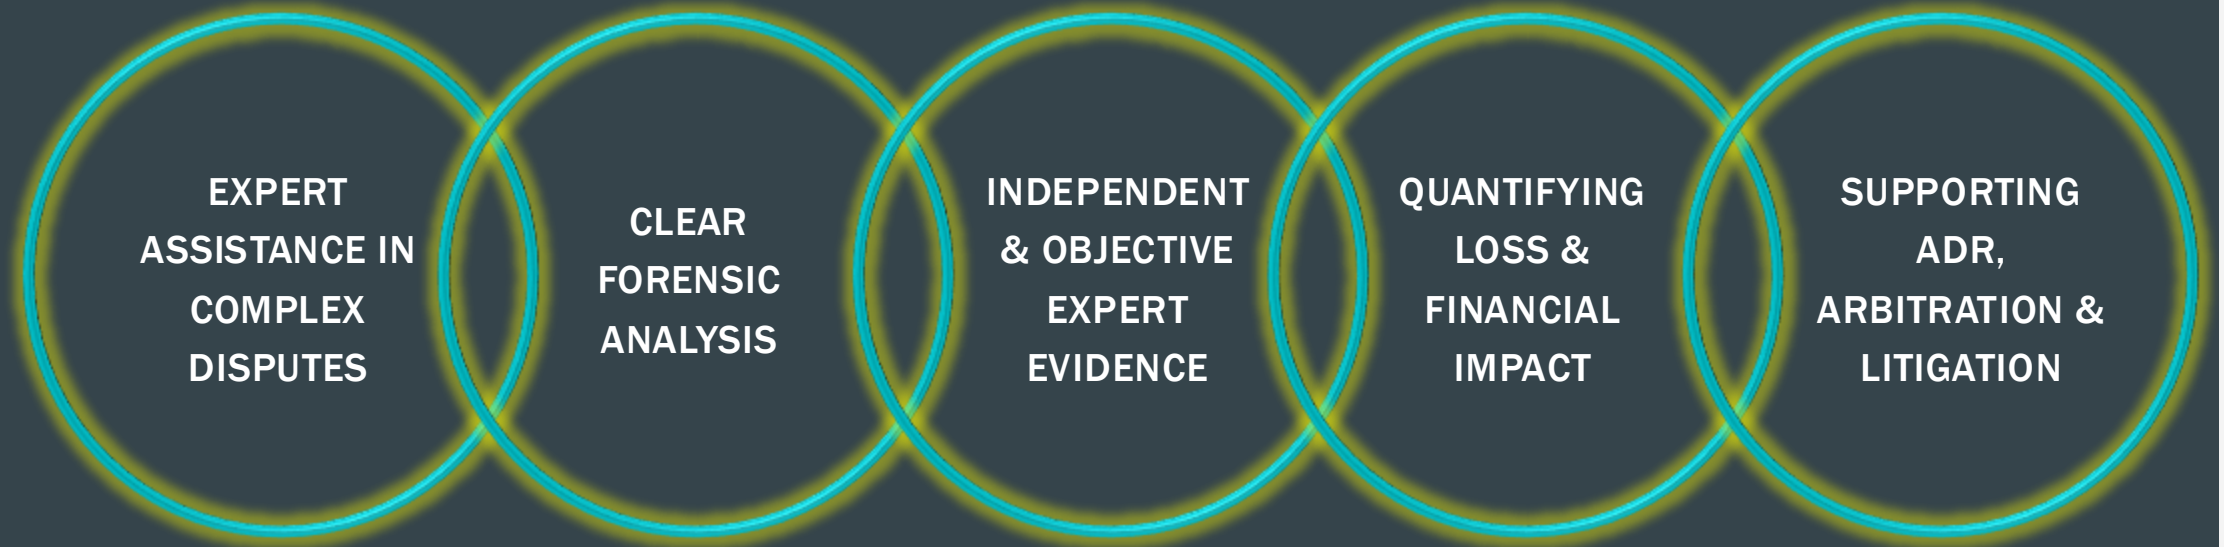 EXPERT
ASSISTANCE IN
COMPLEX
DISPUTES
CLEAR
FORENSIC
ANALYSIS
INDEPENDENT
& OBJECTIVE
EXPERT
EVIDENCE
QUANTIFYING
LOSS &
FINANCIAL
IMPACT
SUPPORTING
ADR,
ARBITRATION &
LITIGATION